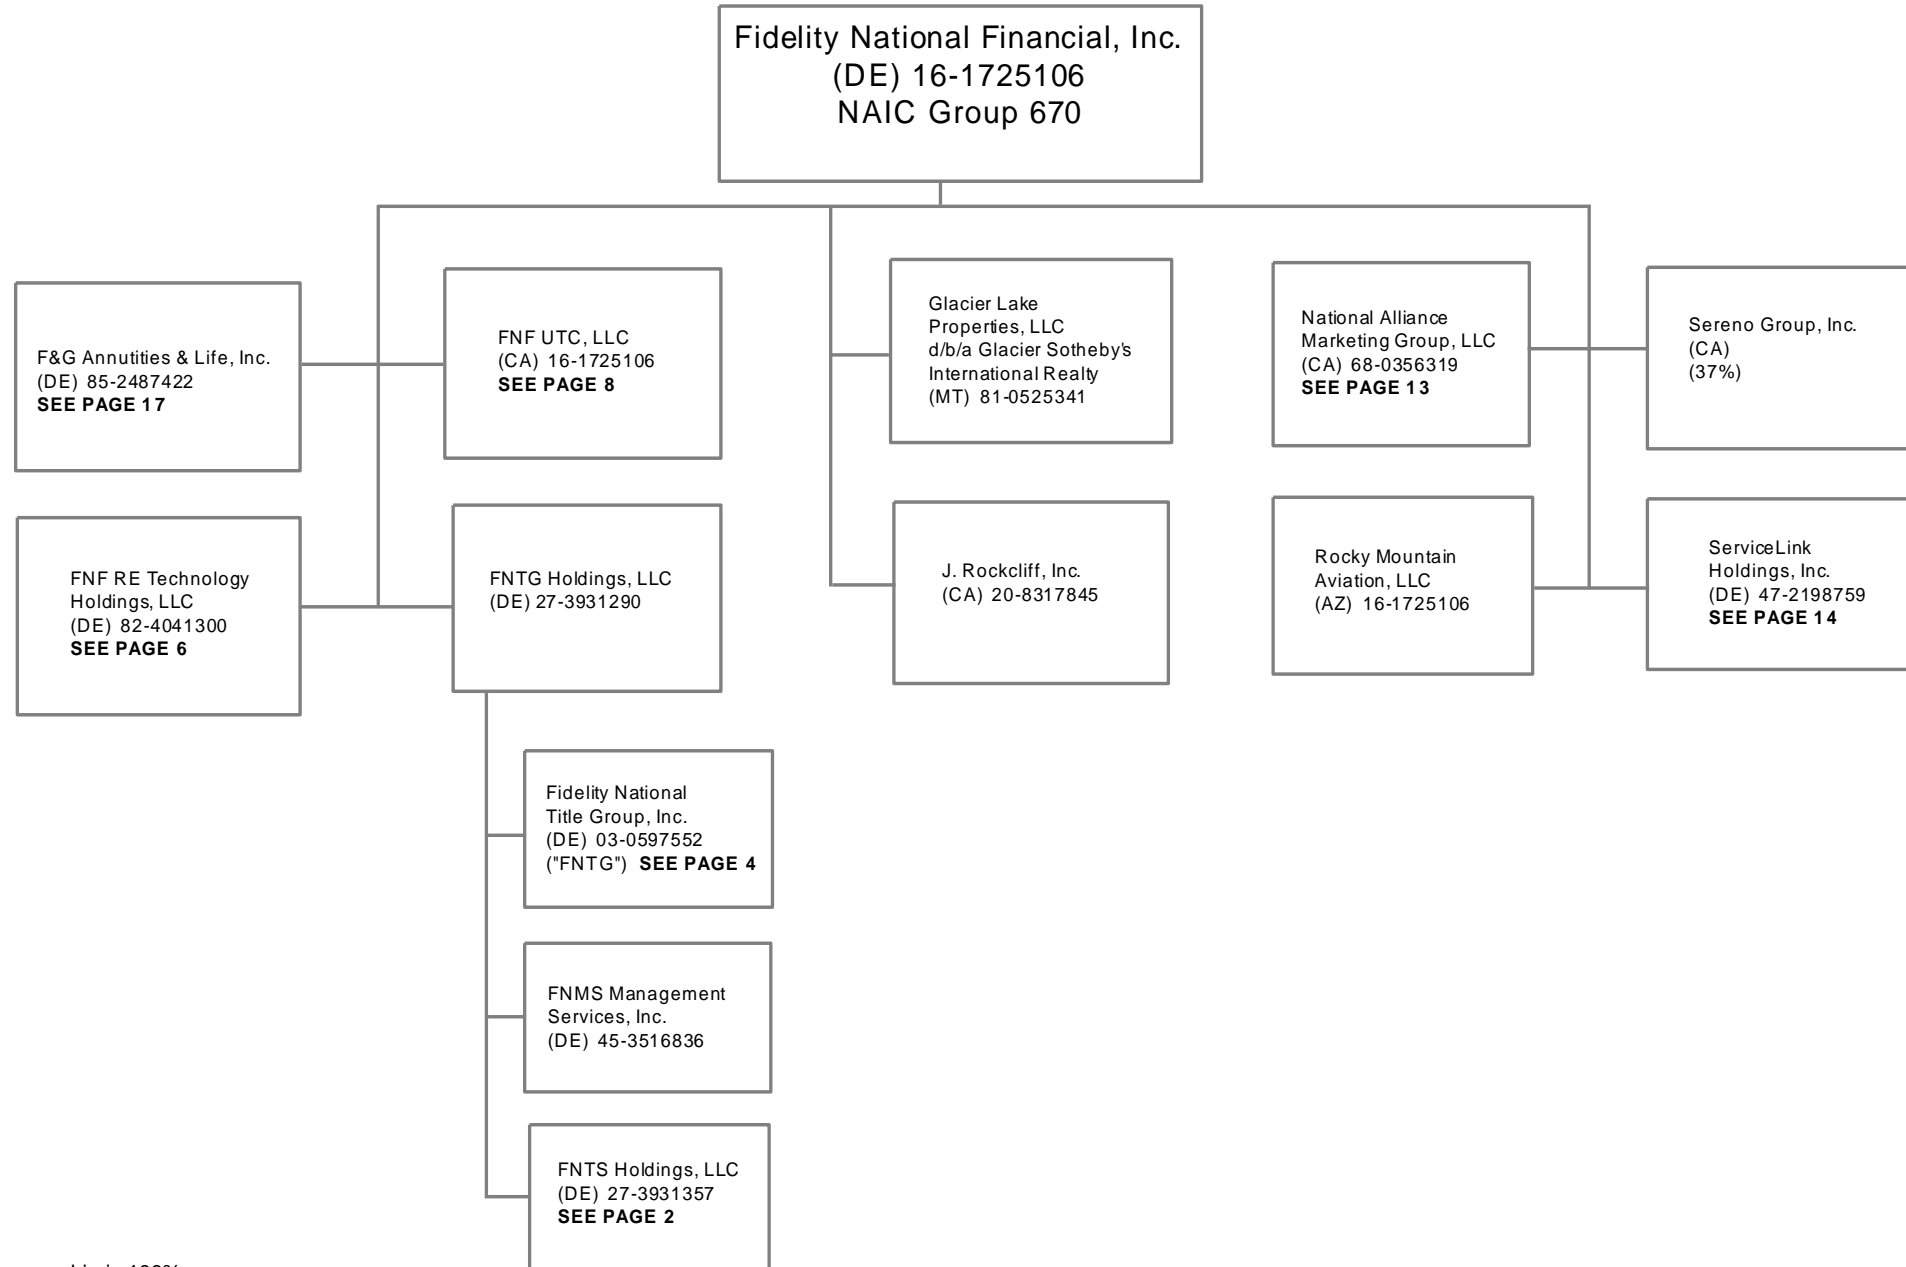 Fidelity National Financial, Inc.
(DE) 16-1725106
NAIC Group 670
F&G Annutities & Life, Inc.
(DE) 85-2487422
SEE PAGE 17
FNF UTC, LLC
(CA) 16-1725106
SEE PAGE 8
Glacier Lake
Properties, LLC
d/b/a Glacier Sotheby's
International Realty
(MT) 81-0525341
National Alliance
Marketing Group, LLC
(CA) 68-0356319
SEE PAGE 13
Sereno Group, Inc.
(CA)
(37%)
FNF RE Technology
Holdings, LLC
(DE) 82-4041300
SEE PAGE 6
FNTG Holdings, LLC
(DE) 27-3931290
J. Rockcliff, Inc.
(CA) 20-8317845
Rocky Mountain
Aviation, LLC
(AZ) 16-1725106
ServiceLink
Holdings, Inc.
(DE) 47-2198759
SEE PAGE 14
Fidelity National
Title Group, Inc.
(DE) 03-0597552
("FNTG") SEE PAGE 4
FNMS Management
Services, Inc.
(DE) 45-3516836
FNTS Holdings, LLC
(DE) 27-3931357
SEE PAGE 2